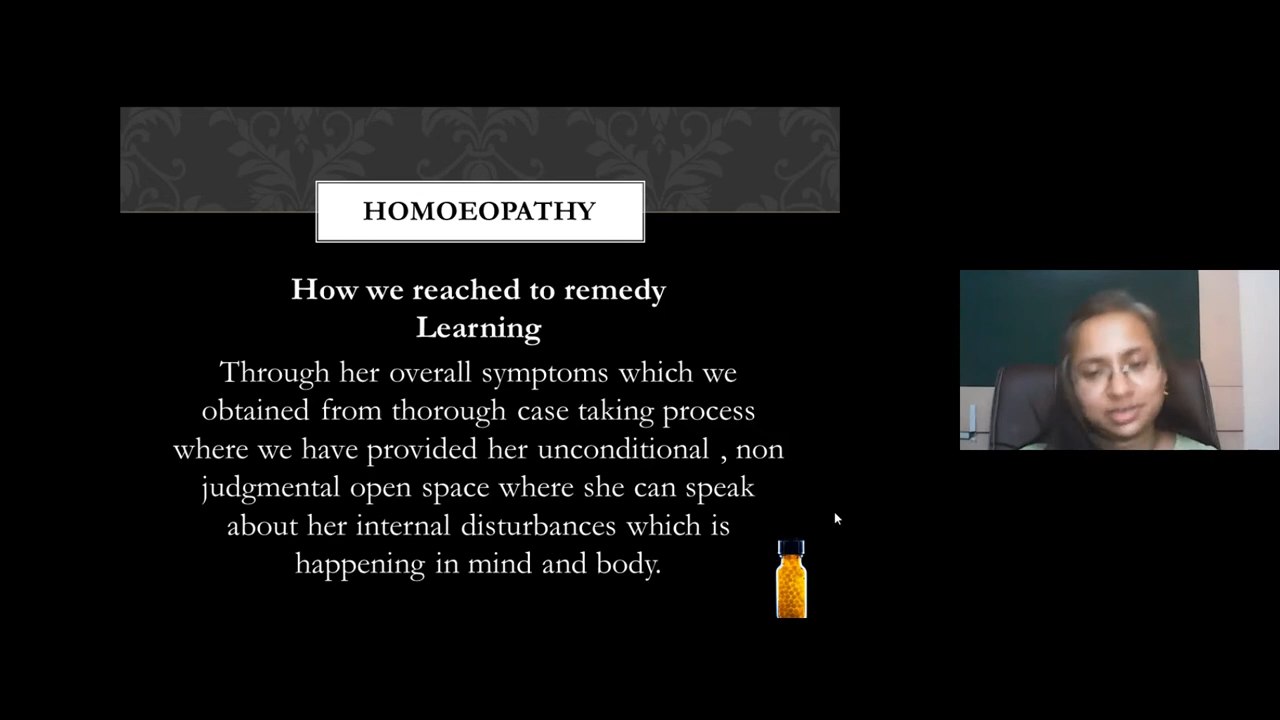 HOMOEOPATHY
How we reached to remedy
Learning
Through her overall symptoms which we
obtained from thorough case taking process
where we have provided her unconditional , non
judgmental open space where she can speak
about her internal disturbances which is
happening in mind and body.